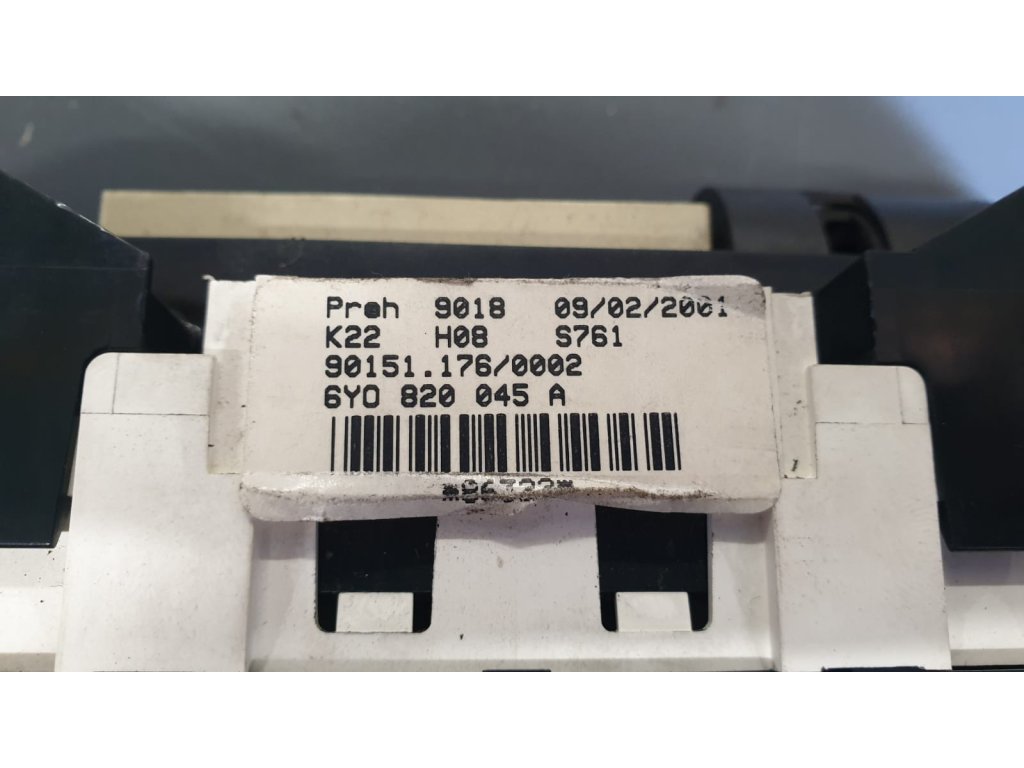 Preh 9018 09/02/2001
K22 H08 S761
90151.176/0002
6Y0 820 045 A